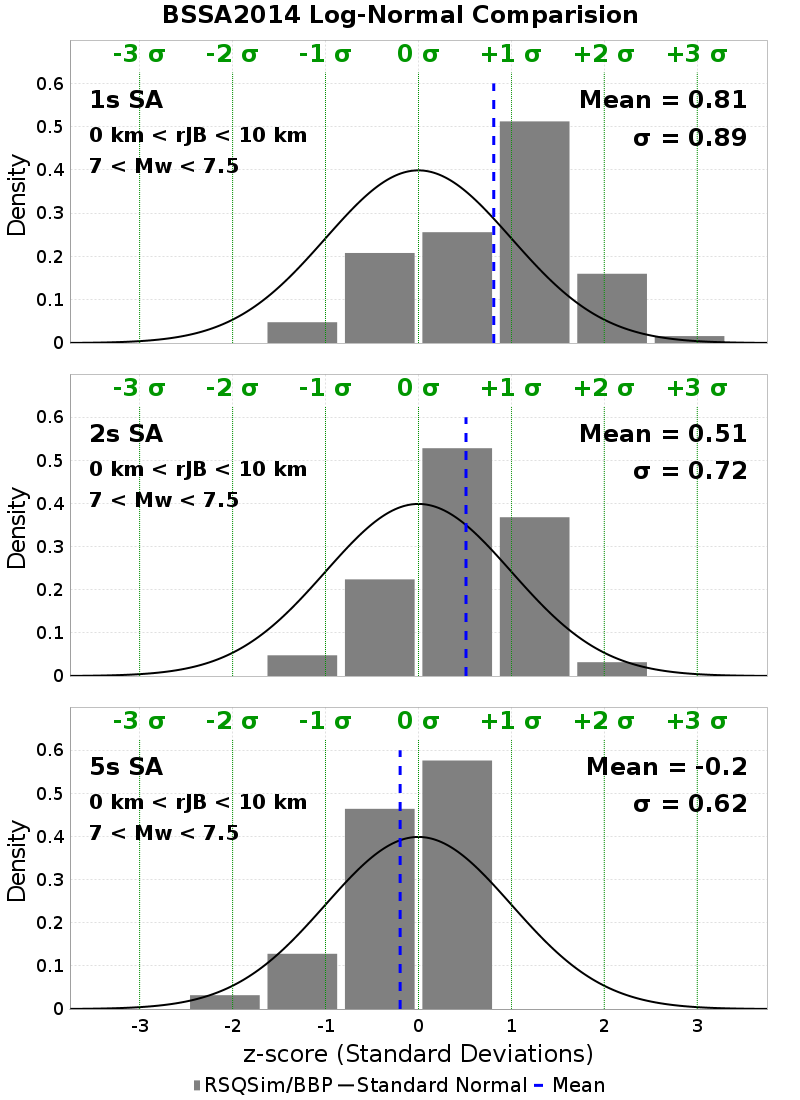 BSSA2014 Log-Normal Comparision
-3 σ -2 σ -1 σ 0 σ +1 σ +2 σ +3 σ
1s SA
Mean = 0.81
0 km < rJB < 10 km
σ = 0.89
7 < Mw < 7.5
Density
0.6
0.5
0.4
0.3
0.2
0.1
0
-3 σ -2 σ -1 σ 0 σ +1 σ +2 σ +3 σ
2s SA
Mean = 0.51
0 km < rJB < 10 km
σ = 0.72
7 < Mw < 7.5
Density
0.6
0.5
0.4
0.3
0.2
0.1
0
-3 σ -2 σ -1 σ 0 σ +1 σ +2 σ +3 σ
5s SA
Mean = -0.2
0 km < rJB < 10 km
σ = 0.62
7 < Mw < 7.5
Density
0.6
0.5
0.4
0.3
0.2
0.1
0
-3 -2 -1 0 1 2 3
z-score (Standard Deviations)
RSQSim/BBP Standard Normal Mean